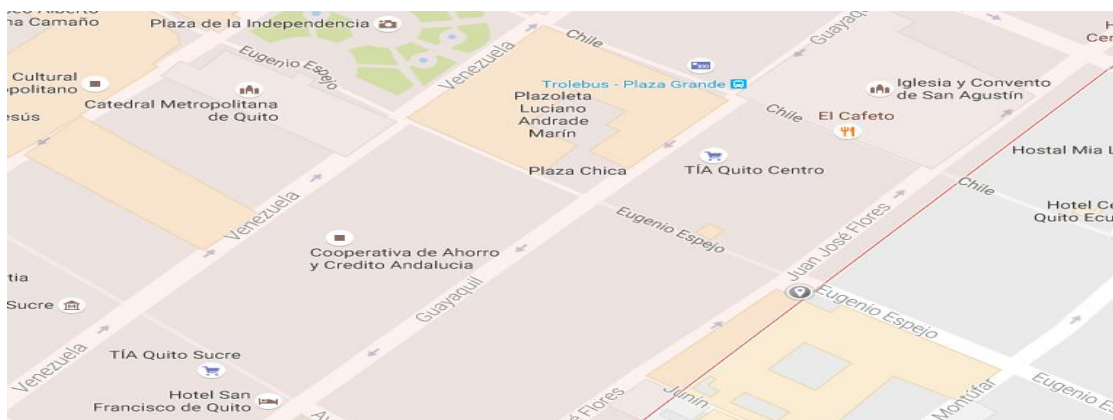 na Camaño
Plaza de la Independencia
Eugenio Espejo
Venezuela
Chile
Guayaquil
Cultural
politano
esús
Catedral Metropolitana
de Quito
Trolebus - Plaza Grande
Plazoleta
Luciano
Andrade
Marín
Chile
Iglesia y Convento
de San Agustín
El Cafeto
Plaza Chica
TÍA Quito Centro
Hostal Mia L
Chile
Hotel Ce
Quito Ecu
Venezuela
Eugenio Espejo
Cooperativa de Ahorro
y Credito Andalucia
Juan José Flores
tia
Sucre
Guayaquil
Eugenio Espejo
Venezuela
TÍA Quito Sucre
Hotel San
Francisco de Quito
sé Flores
Junín
Montúfar
Eugenio E